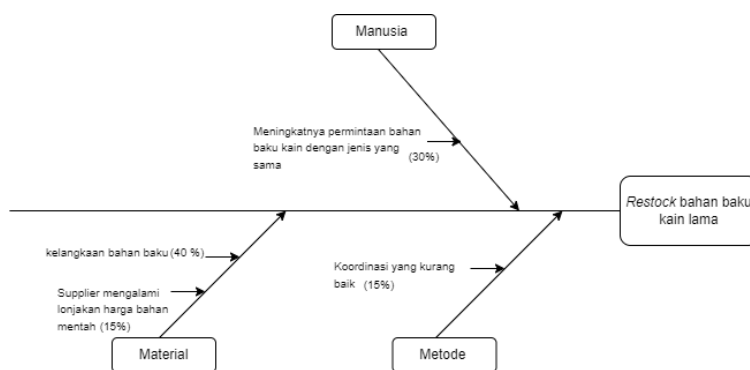 Manusia
Meningkatnya permintaan bahan
baku kain dengan jenis yang
sama (30%)
Restock bahan baku
kain lama
kelangkaan bahan baku (40 %)
Supplier mengalami
lonjakan harga bahan
mentah (15%)
Koordinasi yang kurang
baik (15%)
Material
Metode